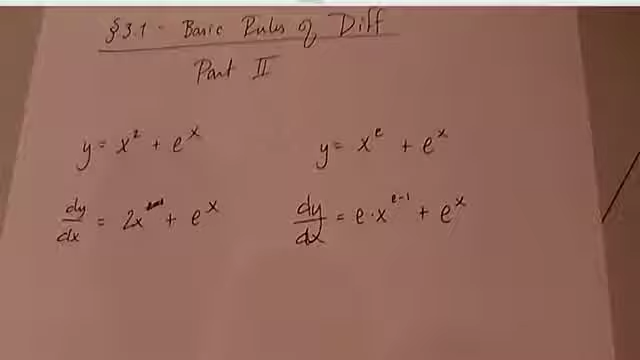 §3.1 - Basic Rules of Diff
Part II
y = x² + eˣ
y = xᵉ + eˣ
dy/dx = 2x + eˣ
dy/dx = e·xᵉ⁻¹ + eˣ